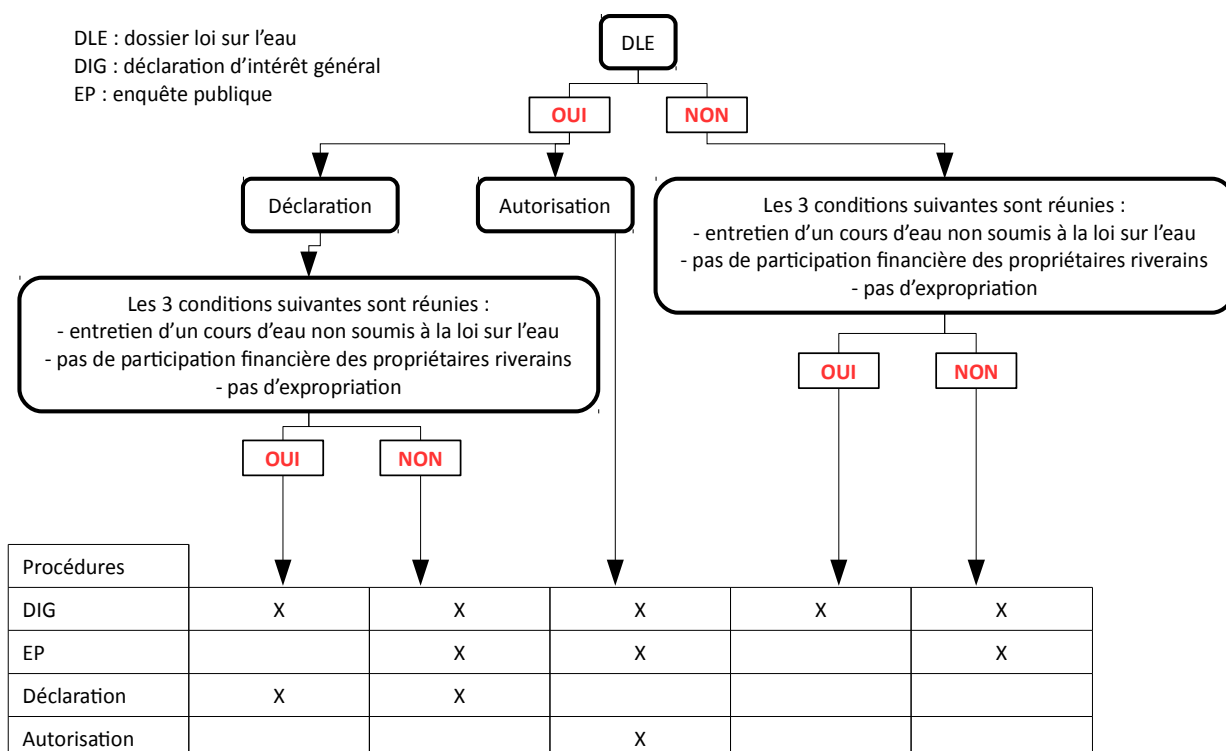 DLE : dossier loi sur l’eau
DIG : déclaration d’intérêt général
EP : enquête publique
DLE
OUI
NON
Déclaration
Autorisation
Les 3 conditions suivantes sont réunies :
- entretien d’un cours d’eau non soumis à la loi sur l’eau
- pas de participation financière des propriétaires riverains
- pas d’expropriation
Les 3 conditions suivantes sont réunies :
- entretien d’un cours d’eau non soumis à la loi sur l’eau
- pas de participation financière des propriétaires riverains
- pas d’expropriation
OUI
NON
OUI
NON
Procédures
DIG X X X X X
EP X X X
Déclaration X X
Autorisation X